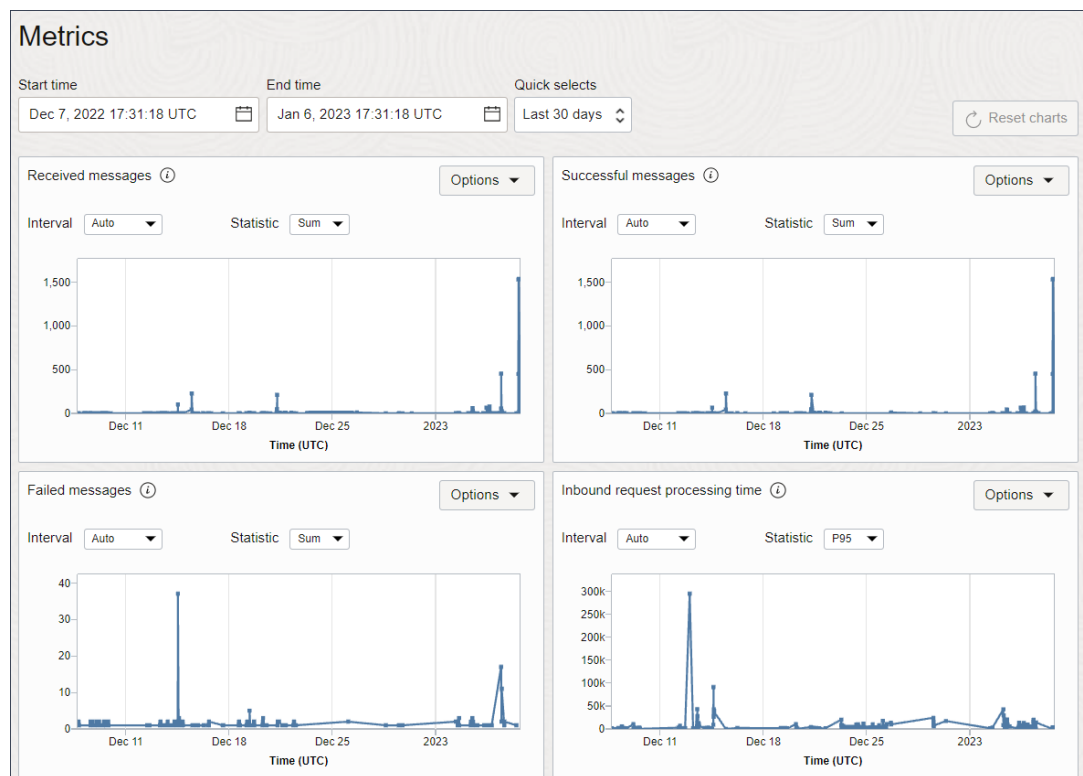 Metrics
Start time
End time
Quick selects
Dec 7, 2022 17:31:18 UTC
Jan 6, 2023 17:31:18 UTC
Last 30 days
Reset charts
Received messages
Options
Interval
Auto
Statistic
Sum
1,500
1,000
500
0
Dec 11
Dec 18
Dec 25
2023
Time (UTC)
Successful messages
Options
Interval
Auto
Statistic
Sum
1,500
1,000
500
0
Dec 11
Dec 18
Dec 25
2023
Time (UTC)
Failed messages
Options
Interval
Auto
Statistic
Sum
40
30
20
10
0
Dec 11
Dec 18
Dec 25
2023
Time (UTC)
Inbound request processing time
Options
Interval
Auto
Statistic
P95
300k
250k
200k
150k
100k
50k
0
Dec 11
Dec 18
Dec 25
2023
Time (UTC)